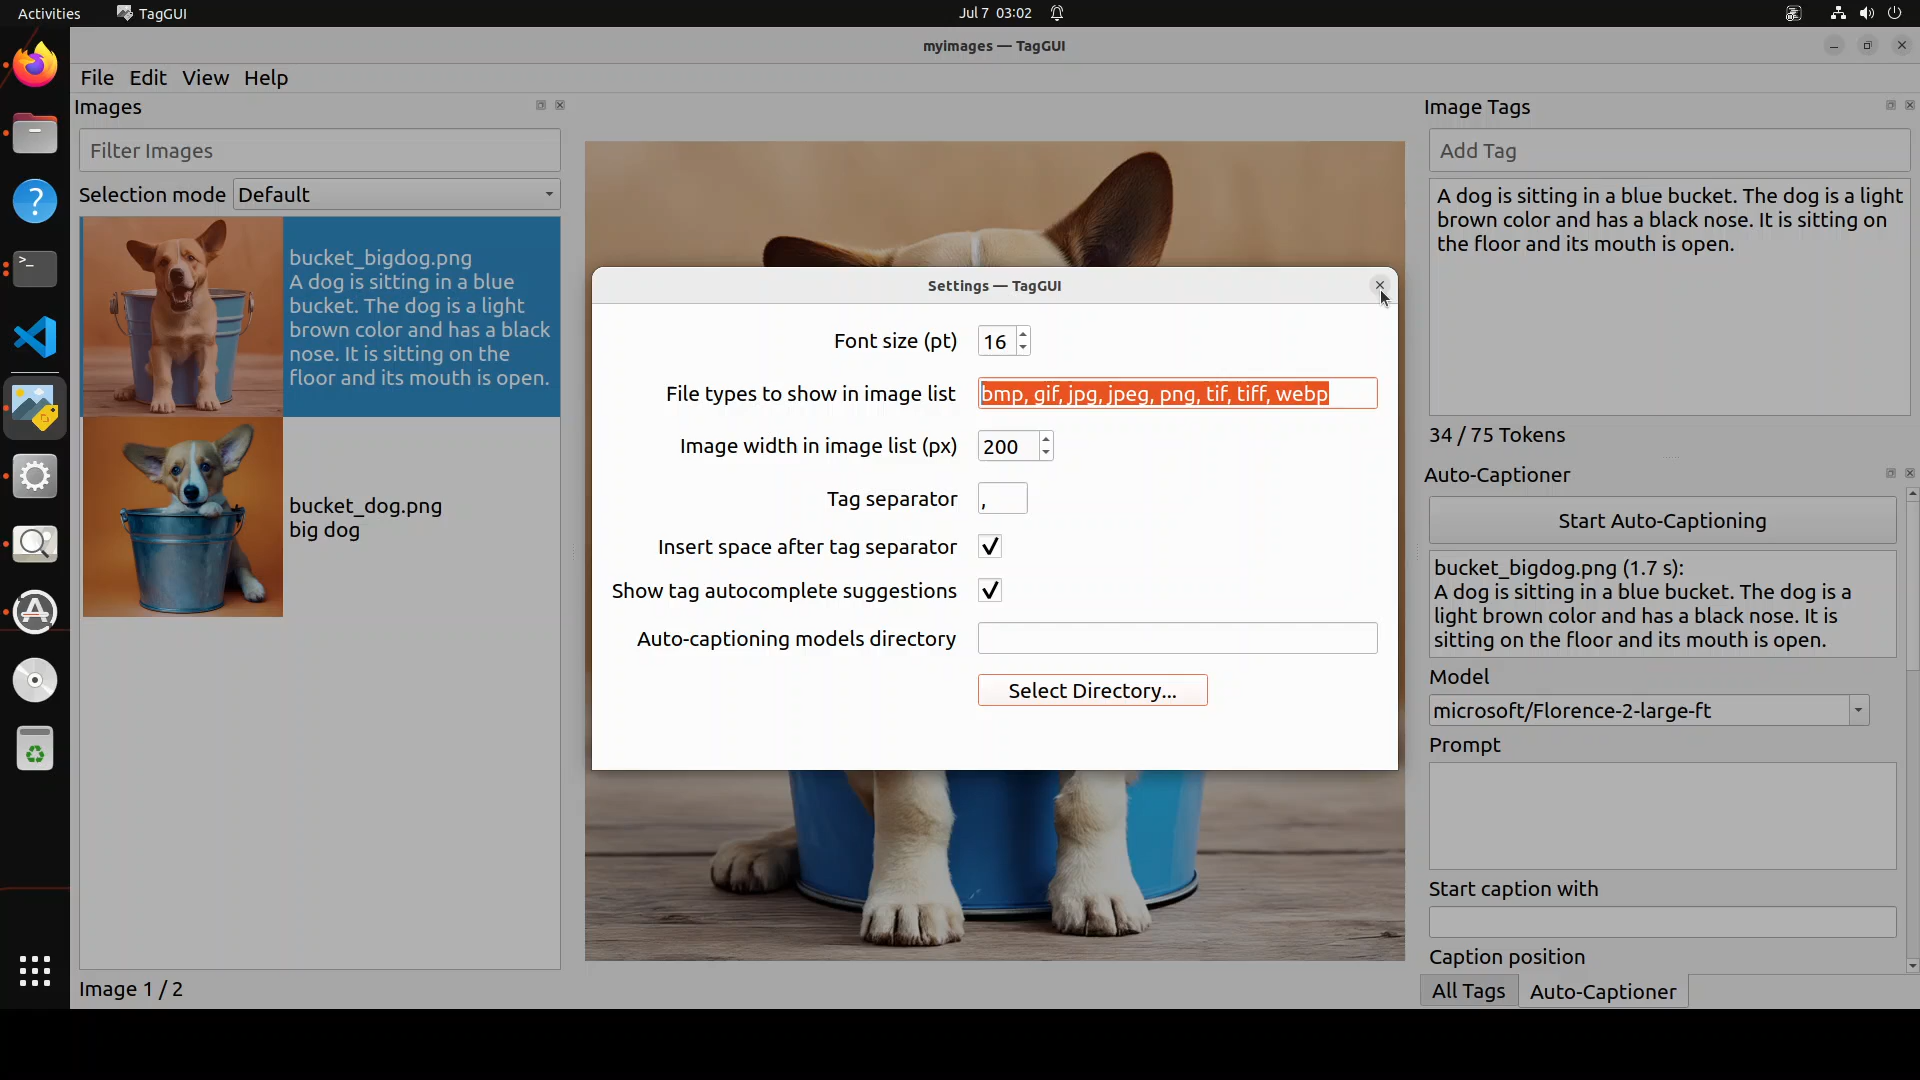 Activities
TagGUI
Jul 7 03:02
myimages — TagGUI
File Edit View Help
Images
Filter Images
Selection mode Default
bucket_bigdog.png
A dog is sitting in a blue
bucket. The dog is a light
brown color and has a black
nose. It is sitting on the
floor and its mouth is open.
bucket_dog.png
big dog
Image 1 / 2
Settings — TagGUI
Font size (pt) 16
File types to show in image list bmp, gif, jpg, jpeg, png, tif, tiff, webp
Image width in image list (px) 200
Tag separator ,
Insert space after tag separator
Show tag autocomplete suggestions
Auto-captioning models directory
Select Directory...
Image Tags
Add Tag
A dog is sitting in a blue bucket. The dog is a light
brown color and has a black nose. It is sitting on
the floor and its mouth is open.
34 / 75 Tokens
Auto-Captioner
Start Auto-Captioning
bucket_bigdog.png (1.7 s):
A dog is sitting in a blue bucket. The dog is a
light brown color and has a black nose. It is
sitting on the floor and its mouth is open.
Model
microsoft/Florence-2-large-ft
Prompt
Start caption with
Caption position
All Tags Auto-Captioner